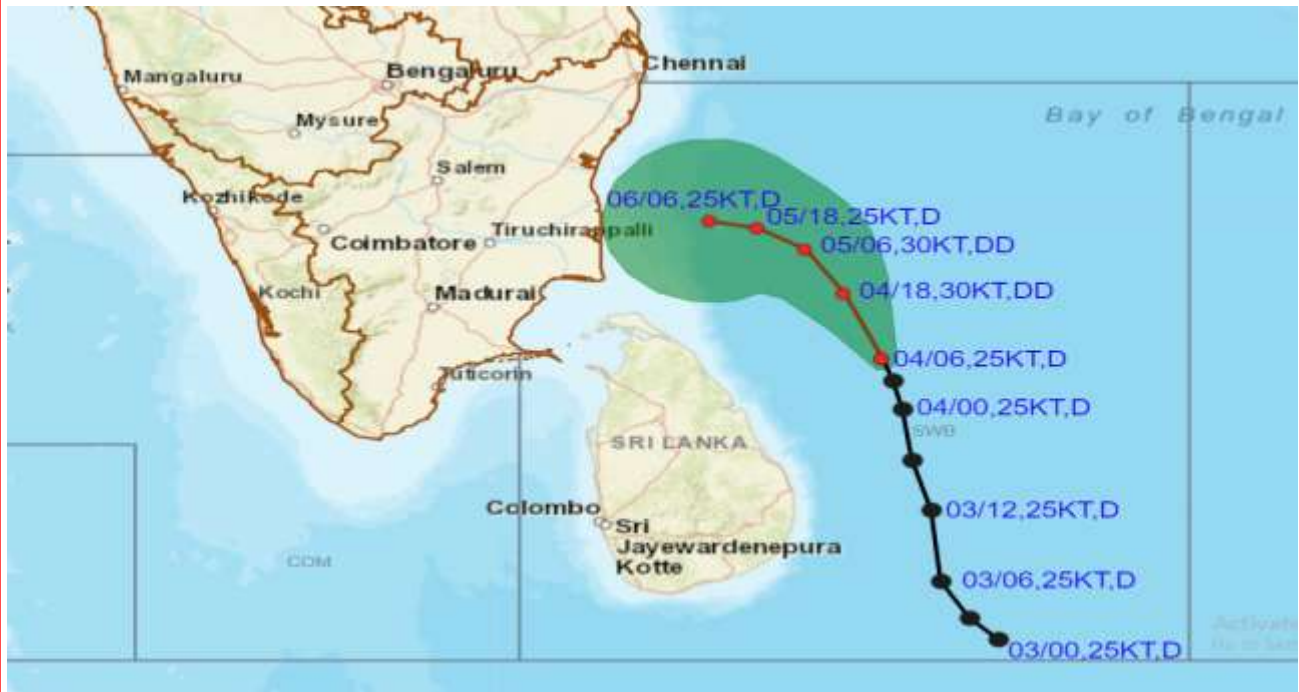 Chennai
Bengaluru
Mangaluru
Bay of Bengal
Mysure
Salem
Kozhikode
06/06,25KT,D
05/18,25KT,D
Tiruchirappalli
Coimbatore
05/06,30KT,DD
Kochi
Madurai
04/18,30KT,DD
04/06,25KT,D
Tuticorin
04/00,25KT,D
SWB
SRI LANKA
Colombo
03/12,25KT,D
Sri
Jayewardenepura
Kotte
COM
03/06,25KT,D
03/00,25KT,D